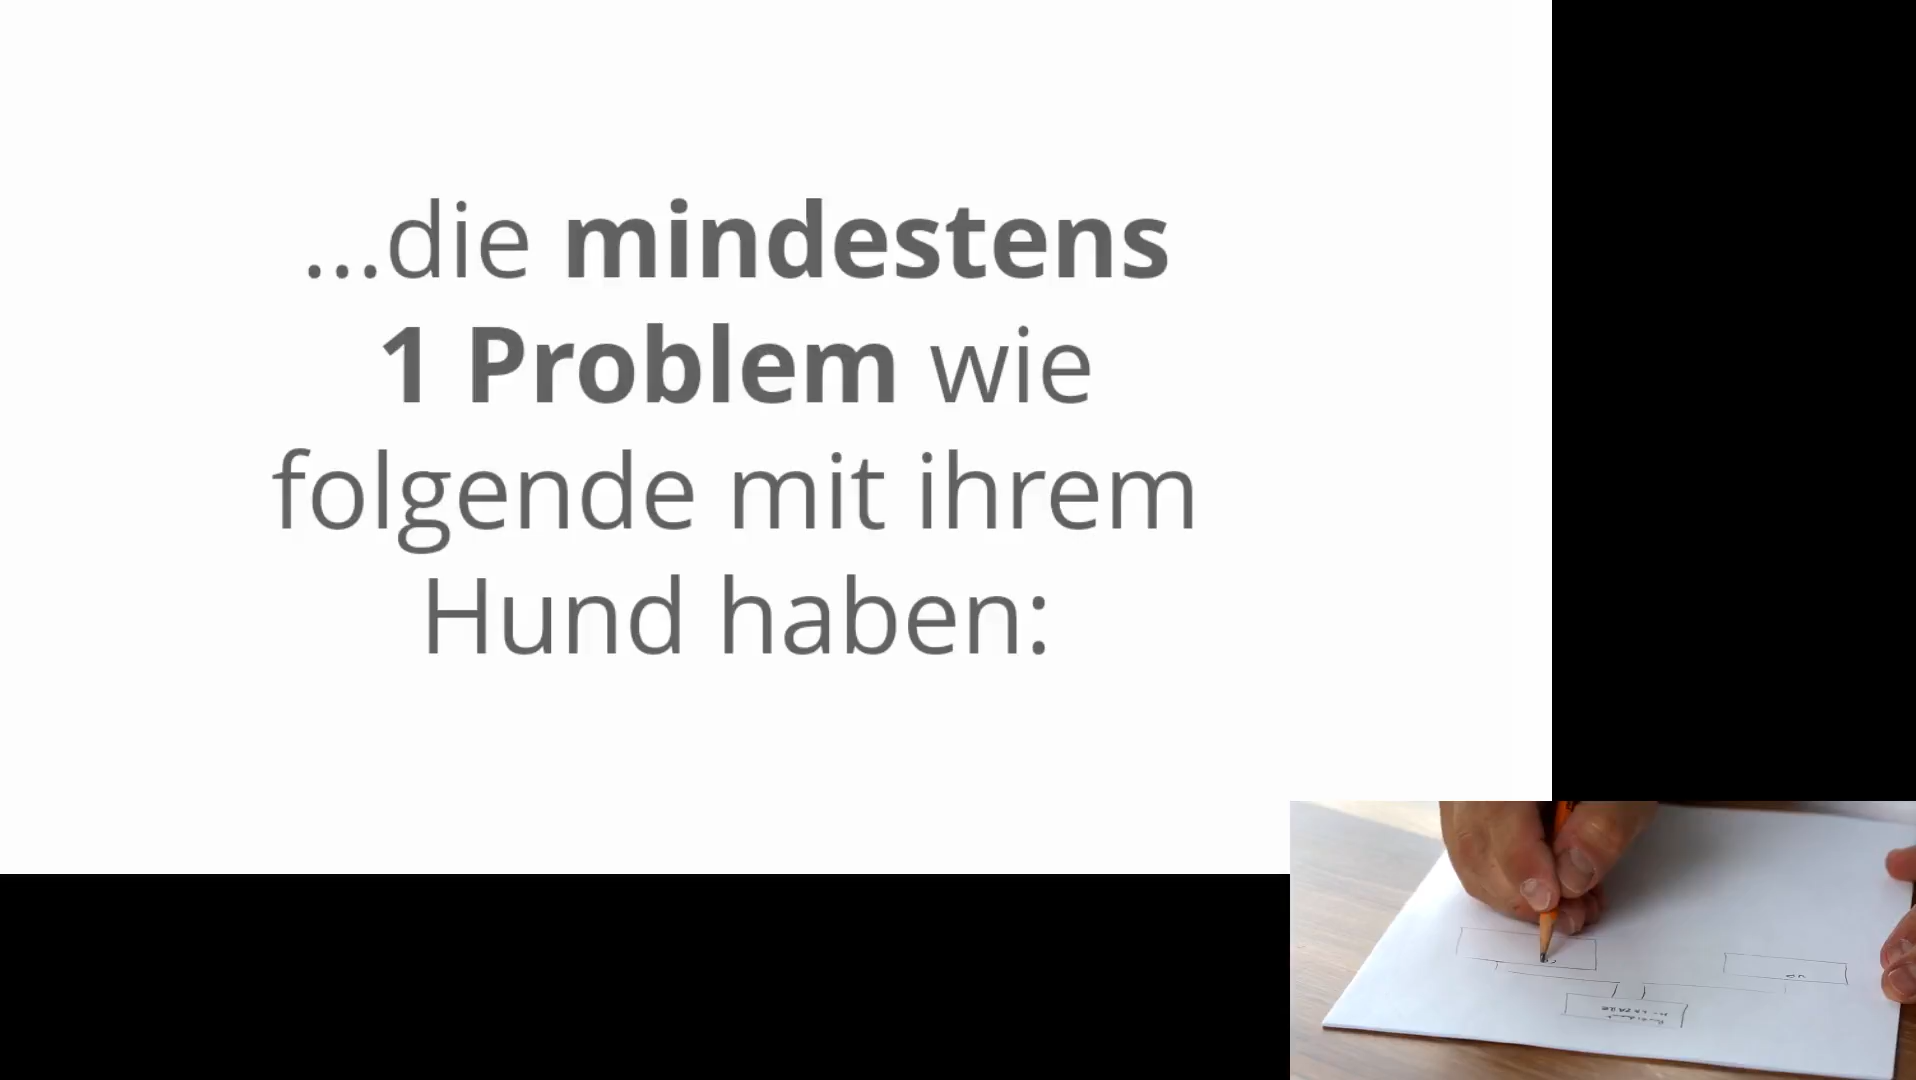 ...die mindestens
1 Problem wie
folgende mit ihrem
Hund haben: